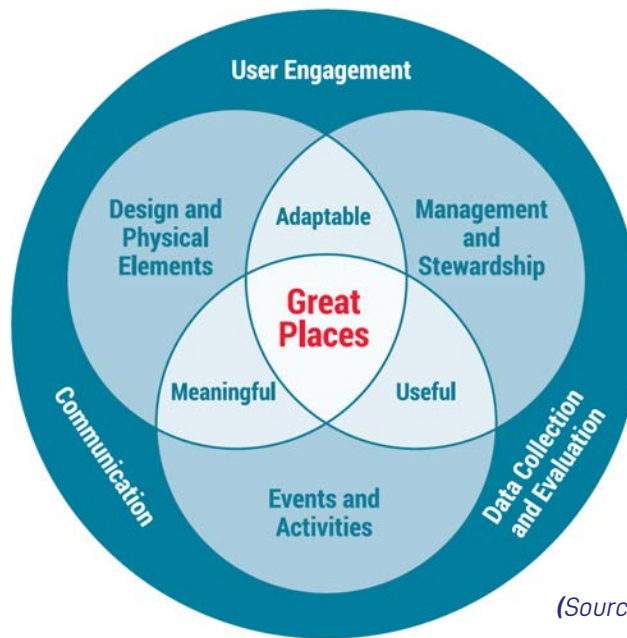 User Engagement
Design and
Physical
Elements
Adaptable
Management
and
Stewardship
Great
Places
Meaningful
Useful
Communication
Events and
Activities
Data Collection
and Evaluation
(Sourc